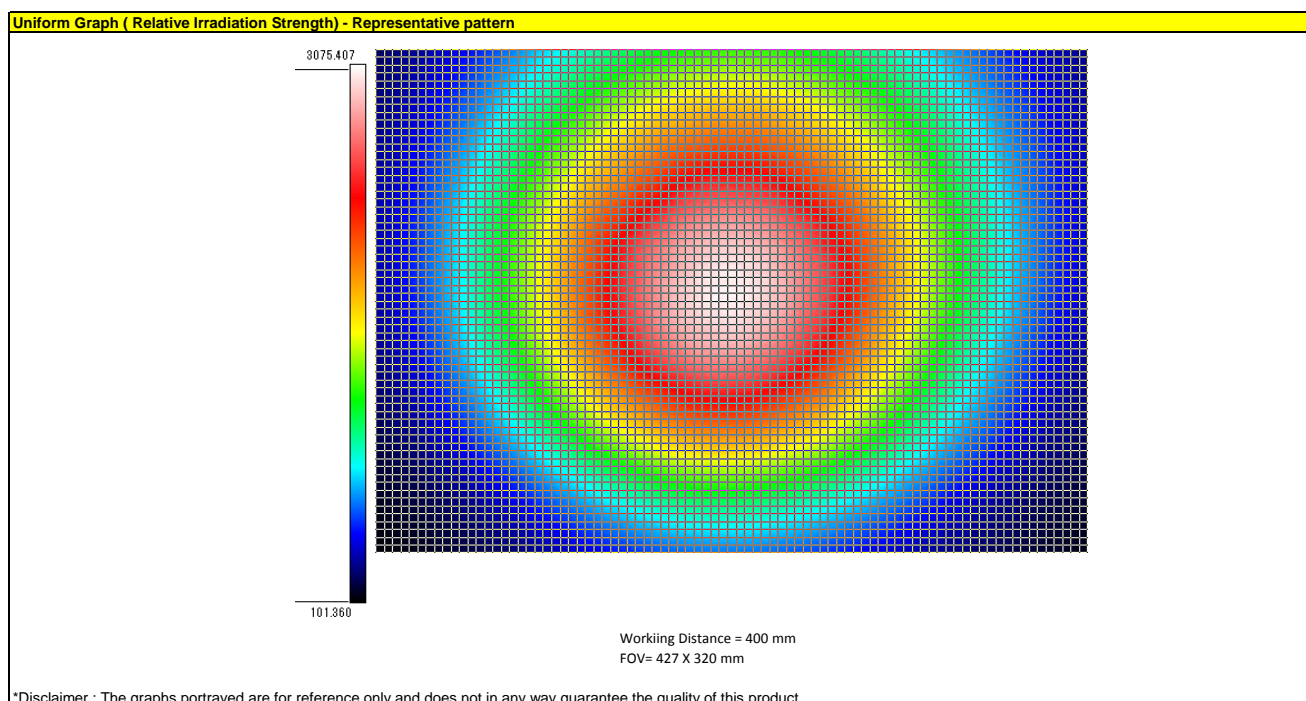 Uniform Graph ( Relative Irradiation Strength) - Representative pattern
3075.407
101.360
Workiing Distance = 400 mm
FOV= 427 X 320 mm
*Disclaimer : The graphs portrayed are for reference only and does not in any way guarantee the quality of this product